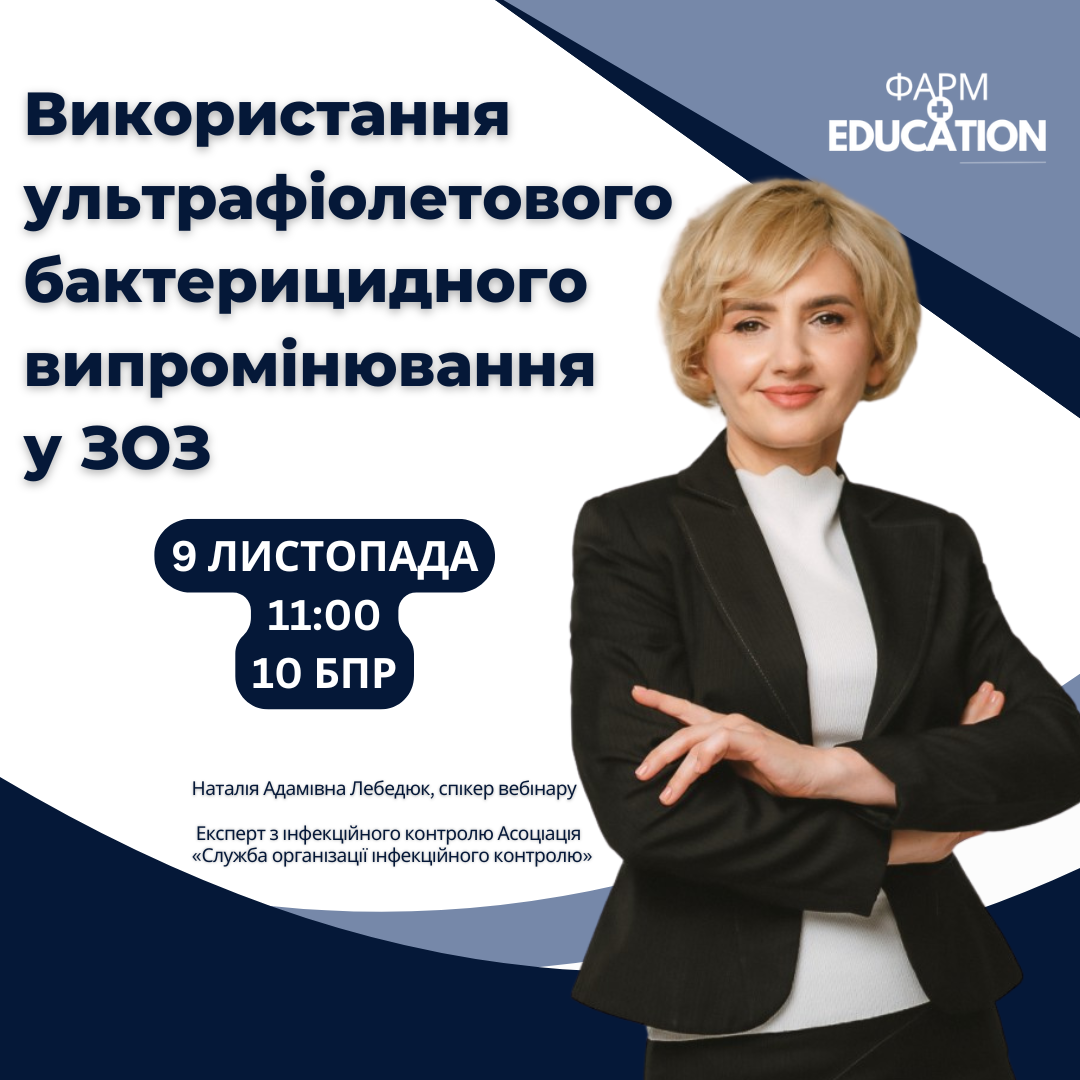 ФАРМ
EDUCATION
Використання
ультрафіолетового
бактерицидного
випромінювання
у ЗОЗ
9 ЛИСТОПАДА
11:00
10 БПР
Наталія Адамівна Лебедюк, спікер вебінару
Експерт з інфекційного контролю Асоціація
«Служба організації інфекційного контролю»